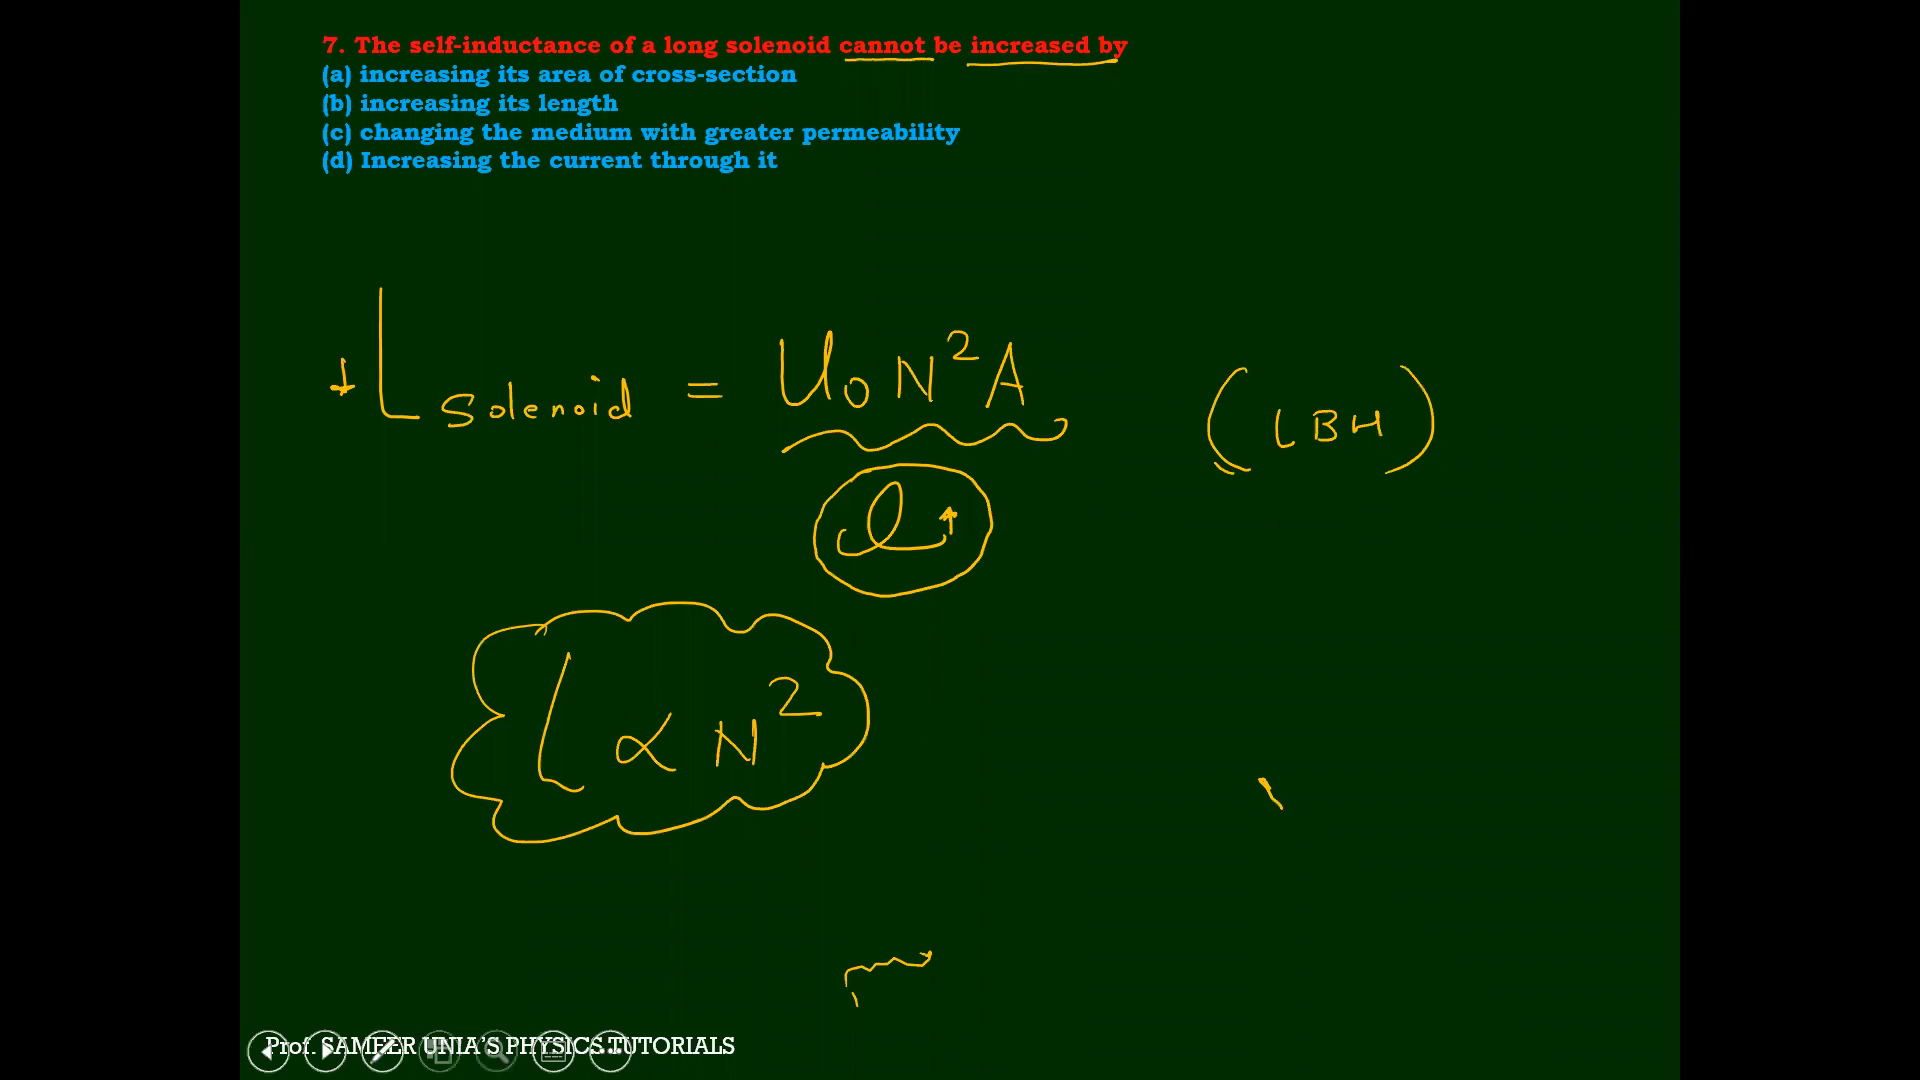 7. The self-inductance of a long solenoid cannot be increased by
(a) increasing its area of cross-section
(b) increasing its length
(c) changing the medium with greater permeability
(d) Increasing the current through it
↓ L Solenoid = μ₀ N² A
l ↑
(LBH)
L ∝ N²
Prof. SAMEER UNIA'S PHYSICS TUTORIALS